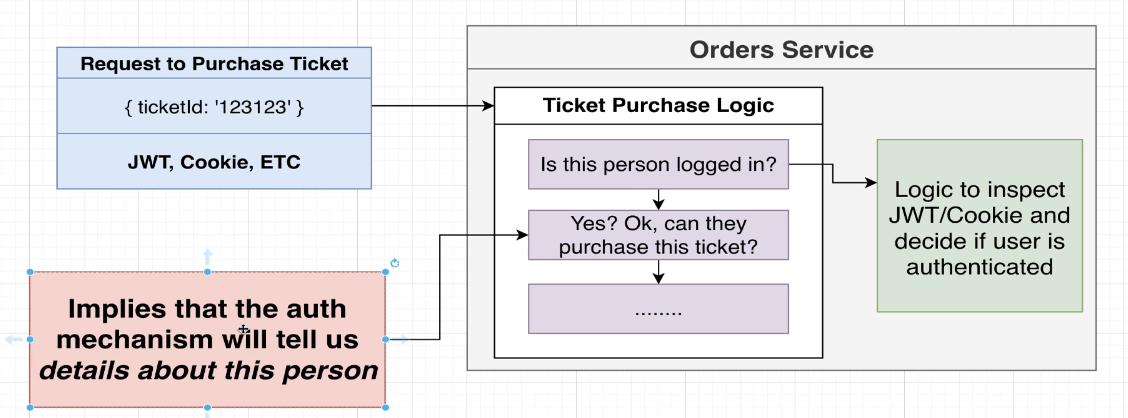 Request to Purchase Ticket
{ ticketId: '123123' }
JWT, Cookie, ETC
Implies that the auth
mechanism will tell us
details about this person
Orders Service
Ticket Purchase Logic
Is this person logged in?
Yes? Ok, can they
purchase this ticket?
........
Logic to inspect
JWT/Cookie and
decide if user is
authenticated